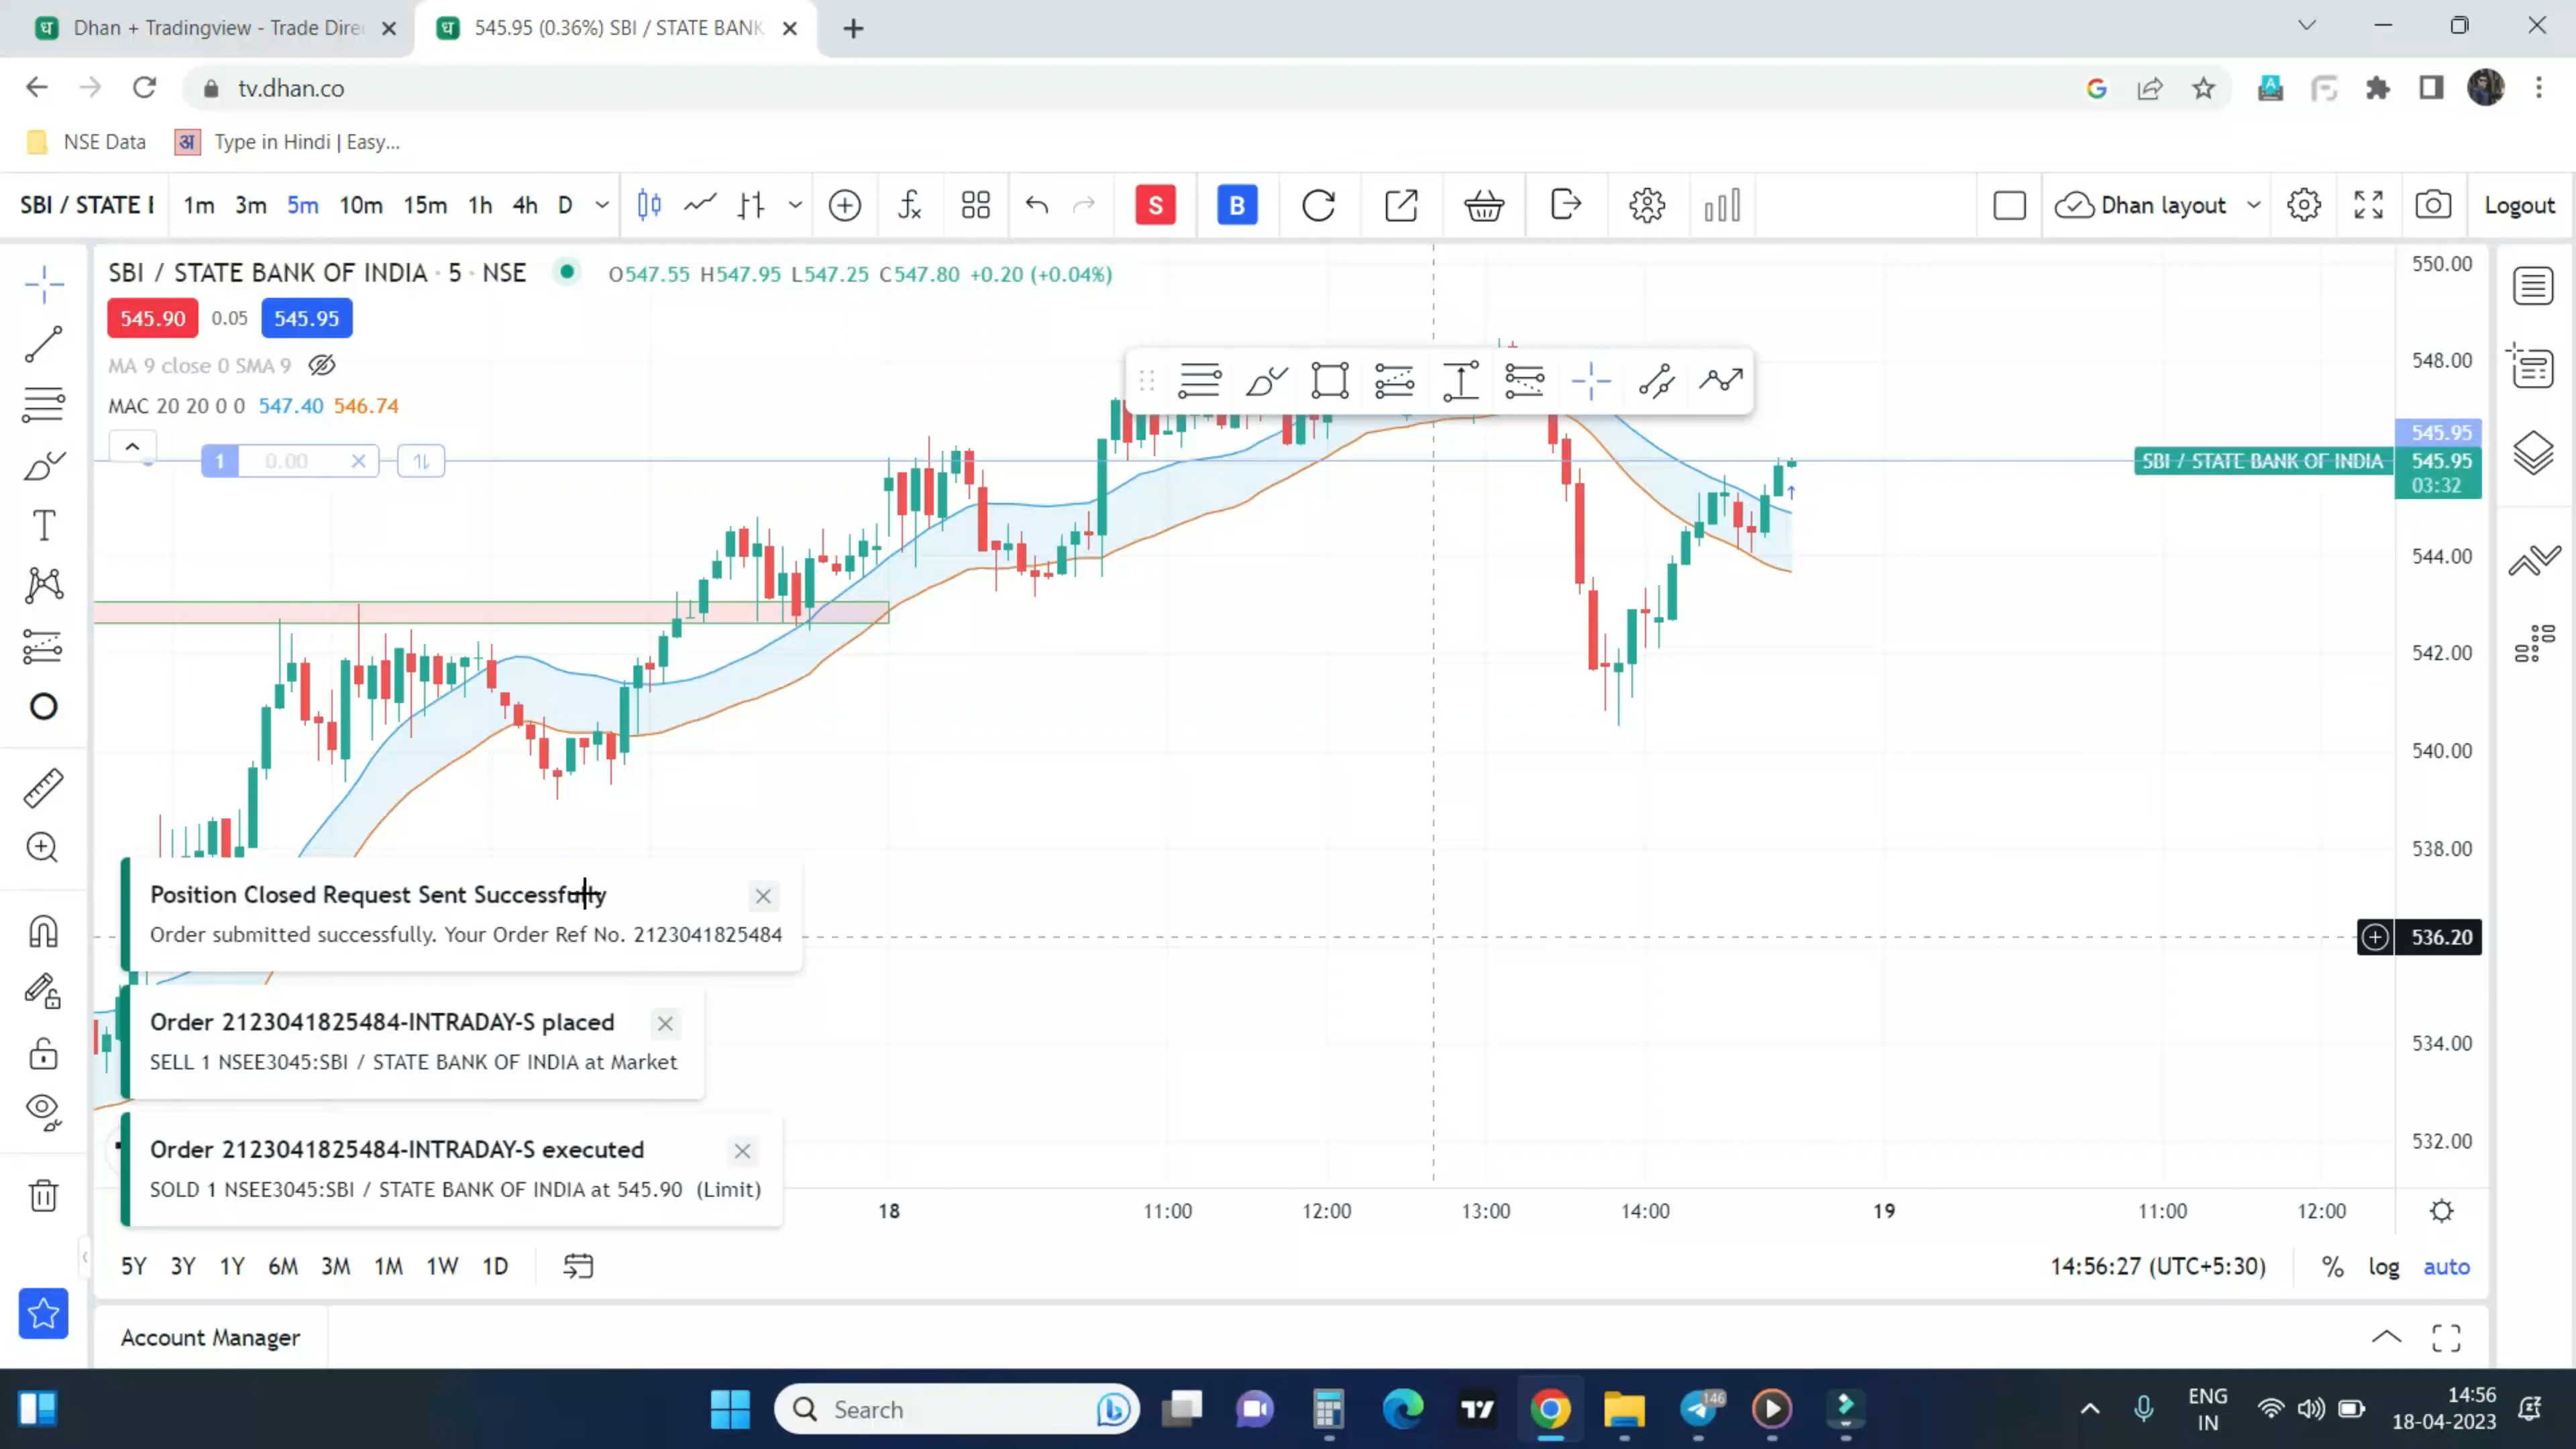 Dhan + Tradingview - Trade Dire
545.95 (0.36%) SBI / STATE BANK
tv.dhan.co
NSE Data
अ Type in Hindi | Easy...
SBI / STATE
1m 3m 5m 10m 15m 1h 4h D
S B
Dhan layout
Logout
SBI / STATE BANK OF INDIA · 5 · NSE O547.55 H547.95 L547.25 C547.80 +0.20 (+0.04%)
545.90 0.05 545.95
MA 9 close 0 SMA 9
MAC 20 20 0 0 547.40 546.74
1 0.00
550.00
548.00
545.95
SBI / STATE BANK OF INDIA 545.95
03:32
544.00
542.00
540.00
538.00
536.20
534.00
532.00
Position Closed Request Sent Successfully
Order submitted successfully. Your Order Ref No. 2123041825484
Order 2123041825484-INTRADAY-S placed
SELL 1 NSEE3045:SBI / STATE BANK OF INDIA at Market
Order 2123041825484-INTRADAY-S executed
SOLD 1 NSEE3045:SBI / STATE BANK OF INDIA at 545.90 (Limit)
18 11:00 12:00 13:00 14:00 19 11:00 12:00
5Y 3Y 1Y 6M 3M 1M 1W 1D
14:56:27 (UTC+5:30) % log auto
Account Manager
Search
146
ENG
IN
14:56
18-04-2023